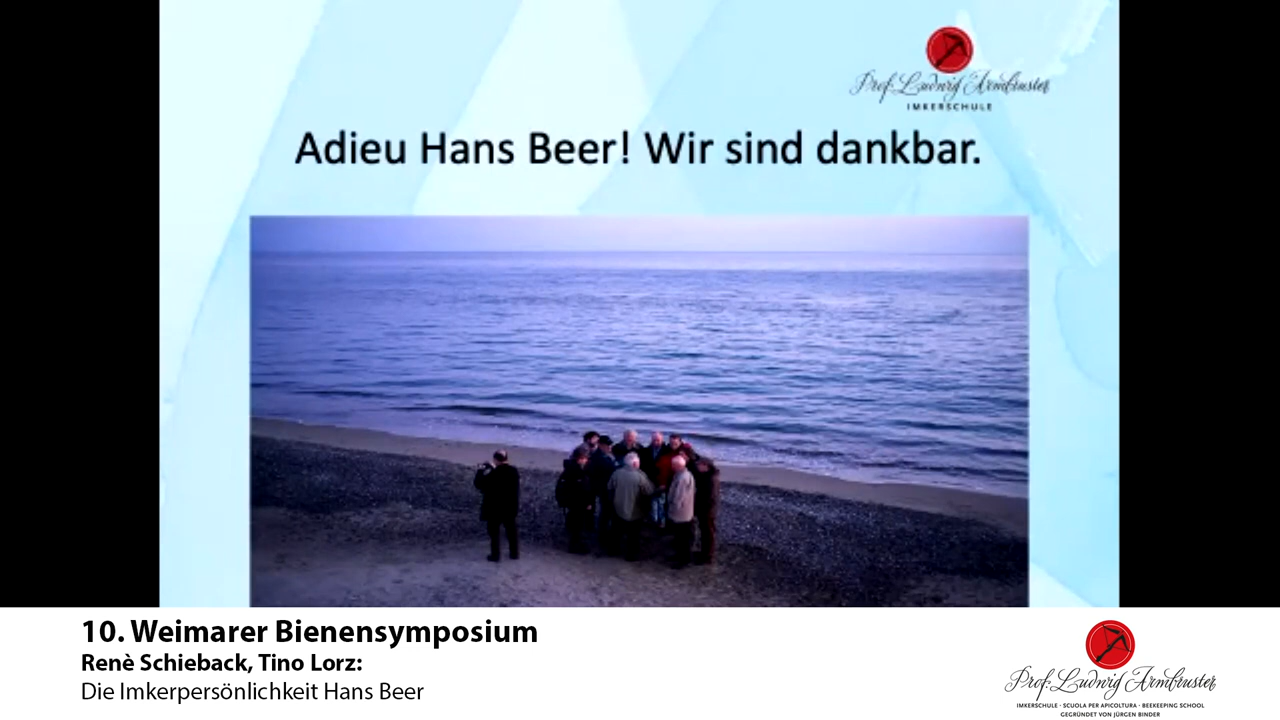 Prof. Ludwig Armbruster
IMKERSCHULE
Adieu Hans Beer! Wir sind dankbar.
10. Weimarer Bienensymposium
Renè Schieback, Tino Lorz:
Die Imkerpersönlichkeit Hans Beer
Prof. Ludwig Armbruster
IMKERSCHULE · SCUOLA PER APICOLTURA · BEEKEEPING SCHOOL
GEGRÜNDET VON JÜRGEN BINDER